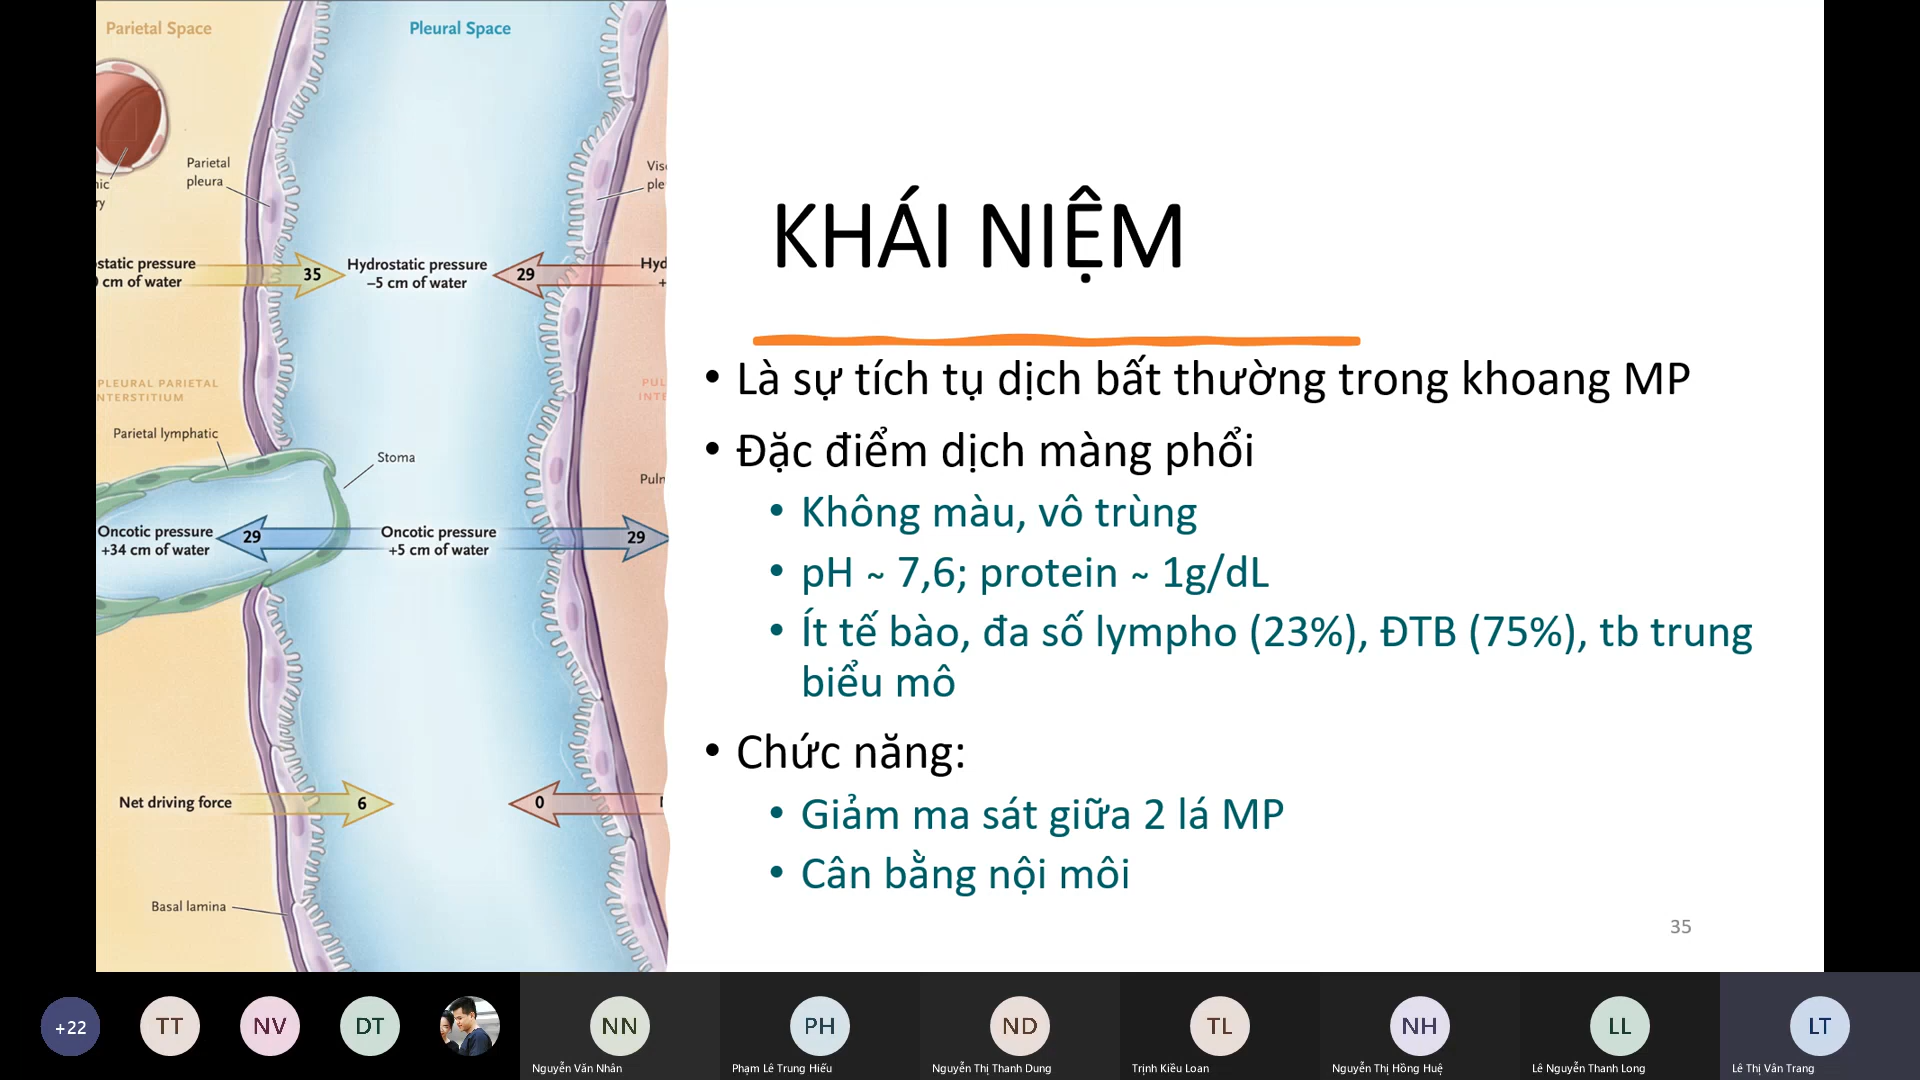 Parietal Space
Pleural Space
Parietal
pleura
static pressure
cm of water
35
Hydrostatic pressure
–5 cm of water
29
Hyd
PLEURAL PARIETAL
NTERSTITIUM
Parietal lymphatic
Stoma
Oncotic pressure
+34 cm of water
29
Oncotic pressure
+5 cm of water
29
Net driving force
6
0
Basal lamina
KHÁI NIỆM
• Là sự tích tụ dịch bất thường trong khoang MP
• Đặc điểm dịch màng phổi
• Không màu, vô trùng
• pH ~ 7,6; protein ~ 1g/dL
• Ít tế bào, đa số lympho (23%), ĐTB (75%), tb trung
biểu mô
• Chức năng:
• Giảm ma sát giữa 2 lá MP
• Cân bằng nội môi
35
+22
TT
NV
DT
NN
PH
ND
TL
NH
LL
LT
Nguyễn Văn Nhân
Phạm Lê Trung Hiếu
Nguyễn Thị Thanh Dung
Trịnh Kiều Loan
Nguyễn Thị Hồng Huệ
Lê Nguyễn Thanh Long
Lê Thị Vân Trang